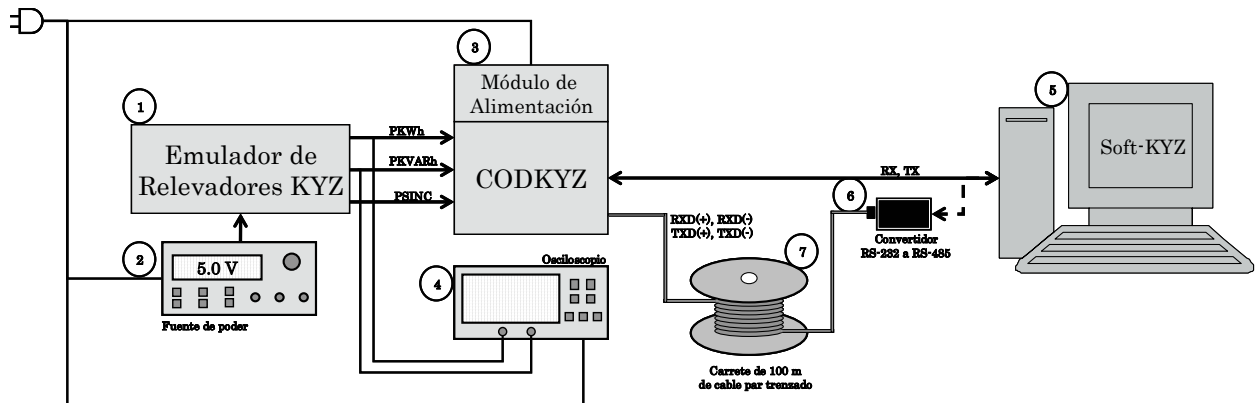 3
Módulo de
Alimentación
5
1
PKWh
Emulador de
Relevadores KYZ
PKVARh
CODKYZ
Soft-KYZ
RX, TX
PSINC
6
RXD(+), RXD(-)
TXD(+), TXD(-)
Convertidor
RS-232 a RS-485
2
5.0 V
Osciloscopio
7
4
Fuente de poder
Carrete de 100 m
de cable par trenzado